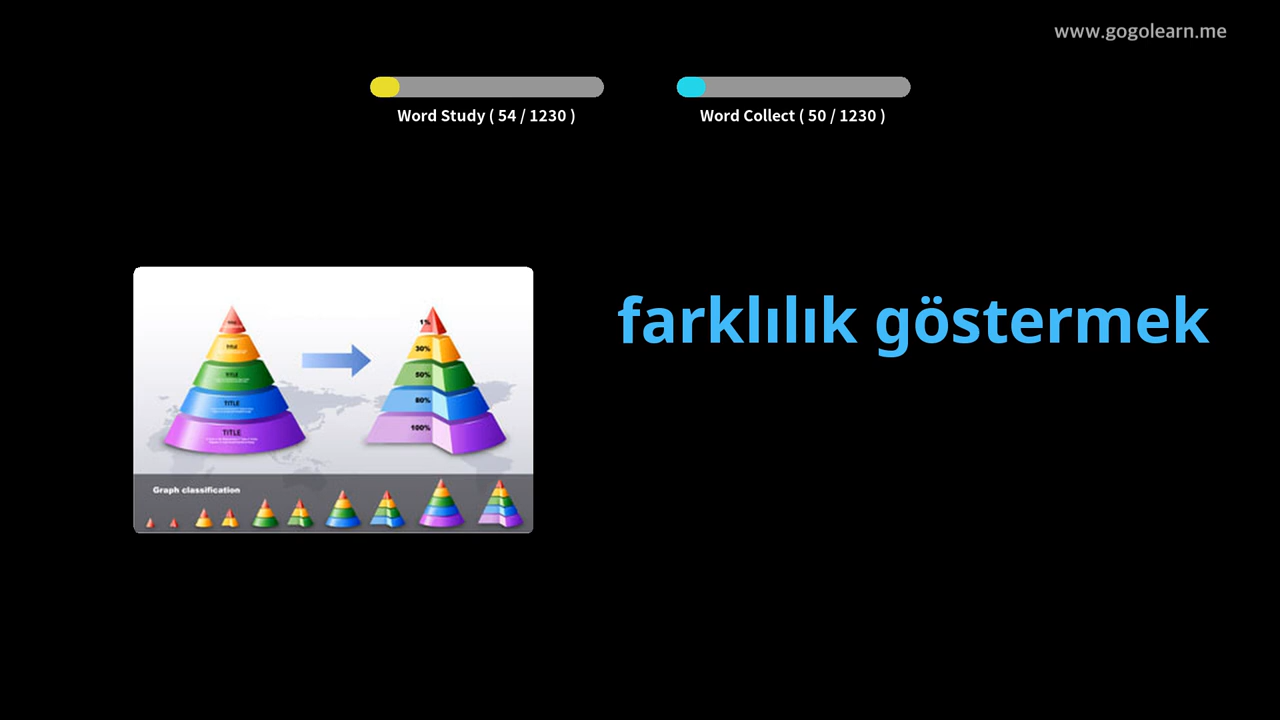 www.gogolearn.me
Word Study ( 54 / 1230 )
Word Collect ( 50 / 1230 )
farklılık göstermek
TITLE
TITLE
TITLE
TITLE
1%
30%
50%
80%
100%
Graph classification